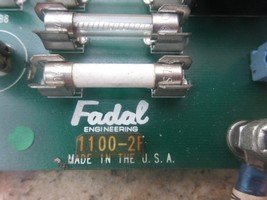 Fadal
ENGINEERING
1100-2F
MADE IN THE U.S.A.